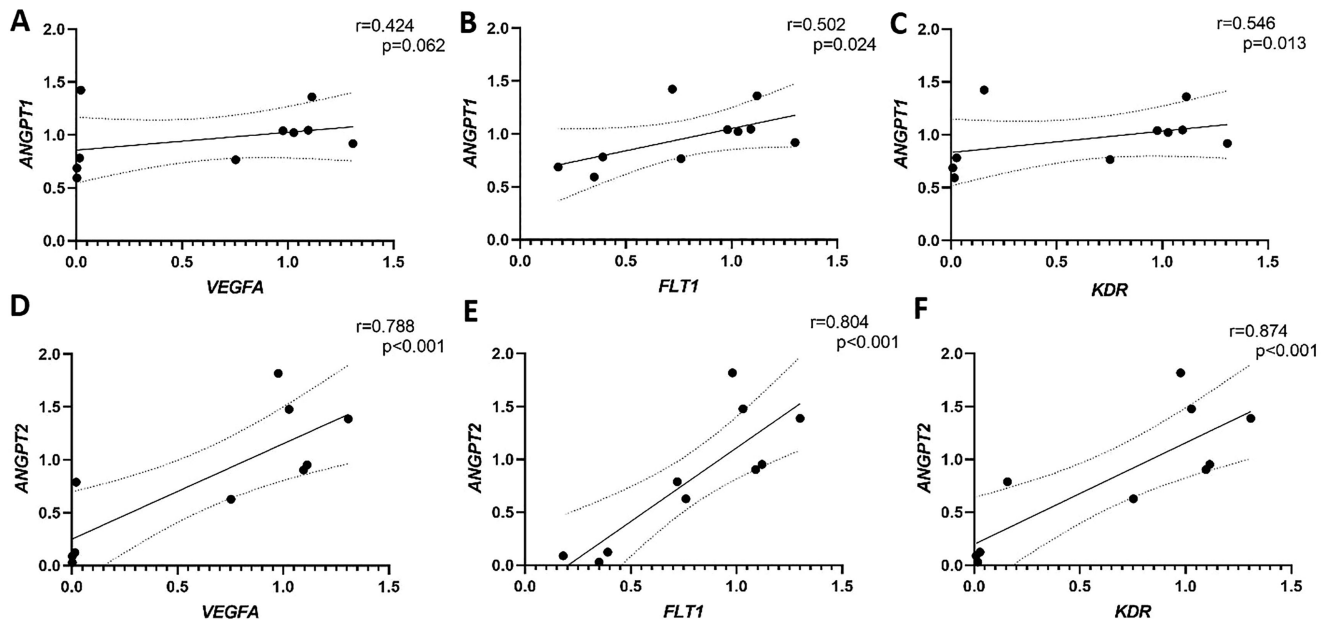 A
r=0.424
p=0.062
ANGPT1
2.0
1.5
1.0
0.5
0.0
0.0 0.5 1.0 1.5
VEGFA
B
r=0.502
p=0.024
ANGPT1
2.0
1.5
1.0
0.5
0.0
0.0 0.5 1.0 1.5
FLT1
C
r=0.546
p=0.013
ANGPT1
2.0
1.5
1.0
0.5
0.0
0.0 0.5 1.0 1.5
KDR
D
r=0.788
p<0.001
ANGPT2
2.0
1.5
1.0
0.5
0.0
0.0 0.5 1.0 1.5
VEGFA
E
r=0.804
p<0.001
ANGPT2
2.0
1.5
1.0
0.5
0.0
0.0 0.5 1.0 1.5
FLT1
F
r=0.874
p<0.001
ANGPT2
2.0
1.5
1.0
0.5
0.0
0.0 0.5 1.0 1.5
KDR